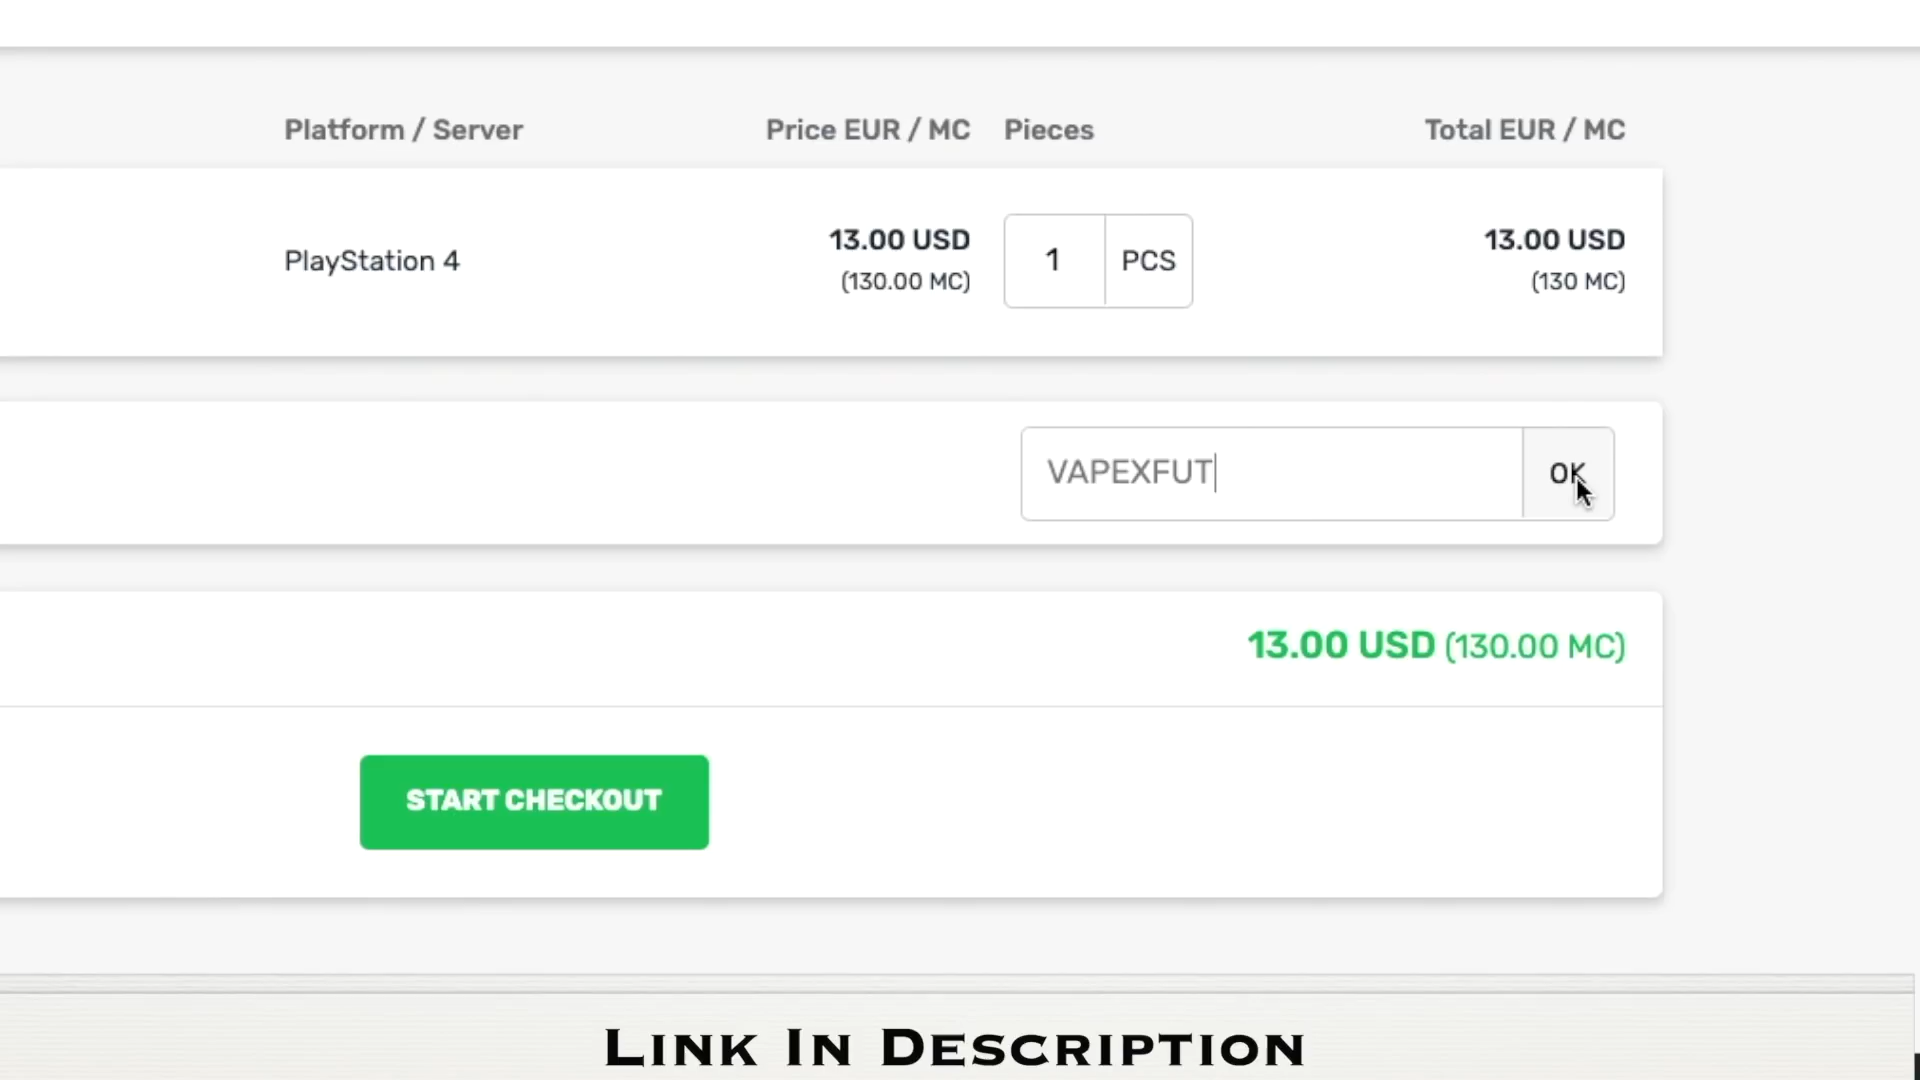 Platform / Server Price EUR / MC Pieces Total EUR / MC
13.00 USD 13.00 USD
PlayStation 4 1 PCS
(130.00 MC) (130 MC)
VAPEXFUT OK
13.00 USD (130.00 MC)
START CHECKOUT
LINK IN DESCRIPTION